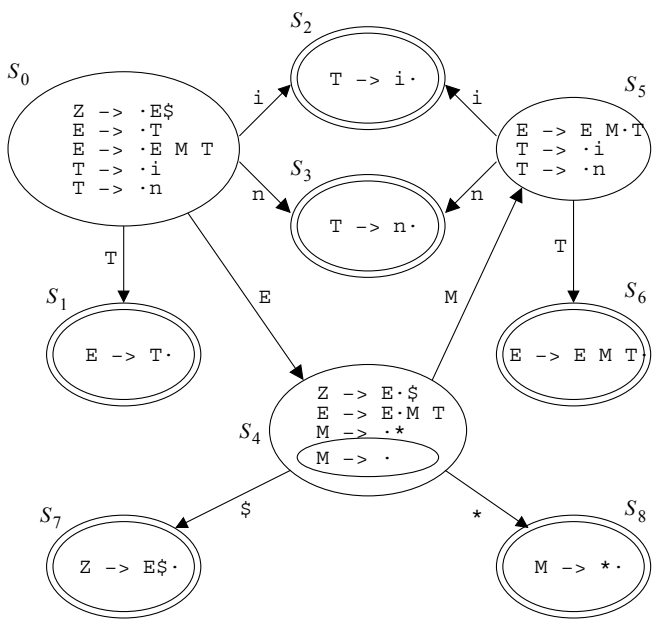 S2
S0
T -> i·
S5
i
i
Z -> ·E$
E -> ·T
E -> ·E M T
T -> ·i
T -> ·n
E -> E M·T
T -> ·i
T -> ·n
S3
n
n
T -> n·
T
T
S1
E
M
S6
E -> T·
E -> E M T·
Z -> E·$
E -> E·M T
M -> ·*
M -> ·
S4
S7
$
*
S8
Z -> E$·
M -> *·